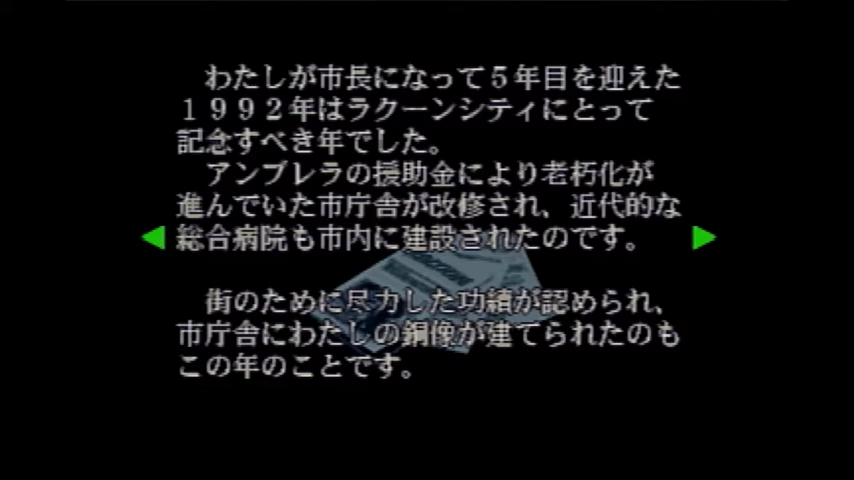 わたしが市長になって５年目を迎えた
１９９２年はラクーンシティにとって
記念すべき年でした。
アンブレラの援助金により老朽化が
進んでいた市庁舎が改修され、近代的な
総合病院も市内に建設されたのです。
街のために尽力した功績が認められ、
市庁舎にわたしの銅像が建てられたのも
この年のことです。